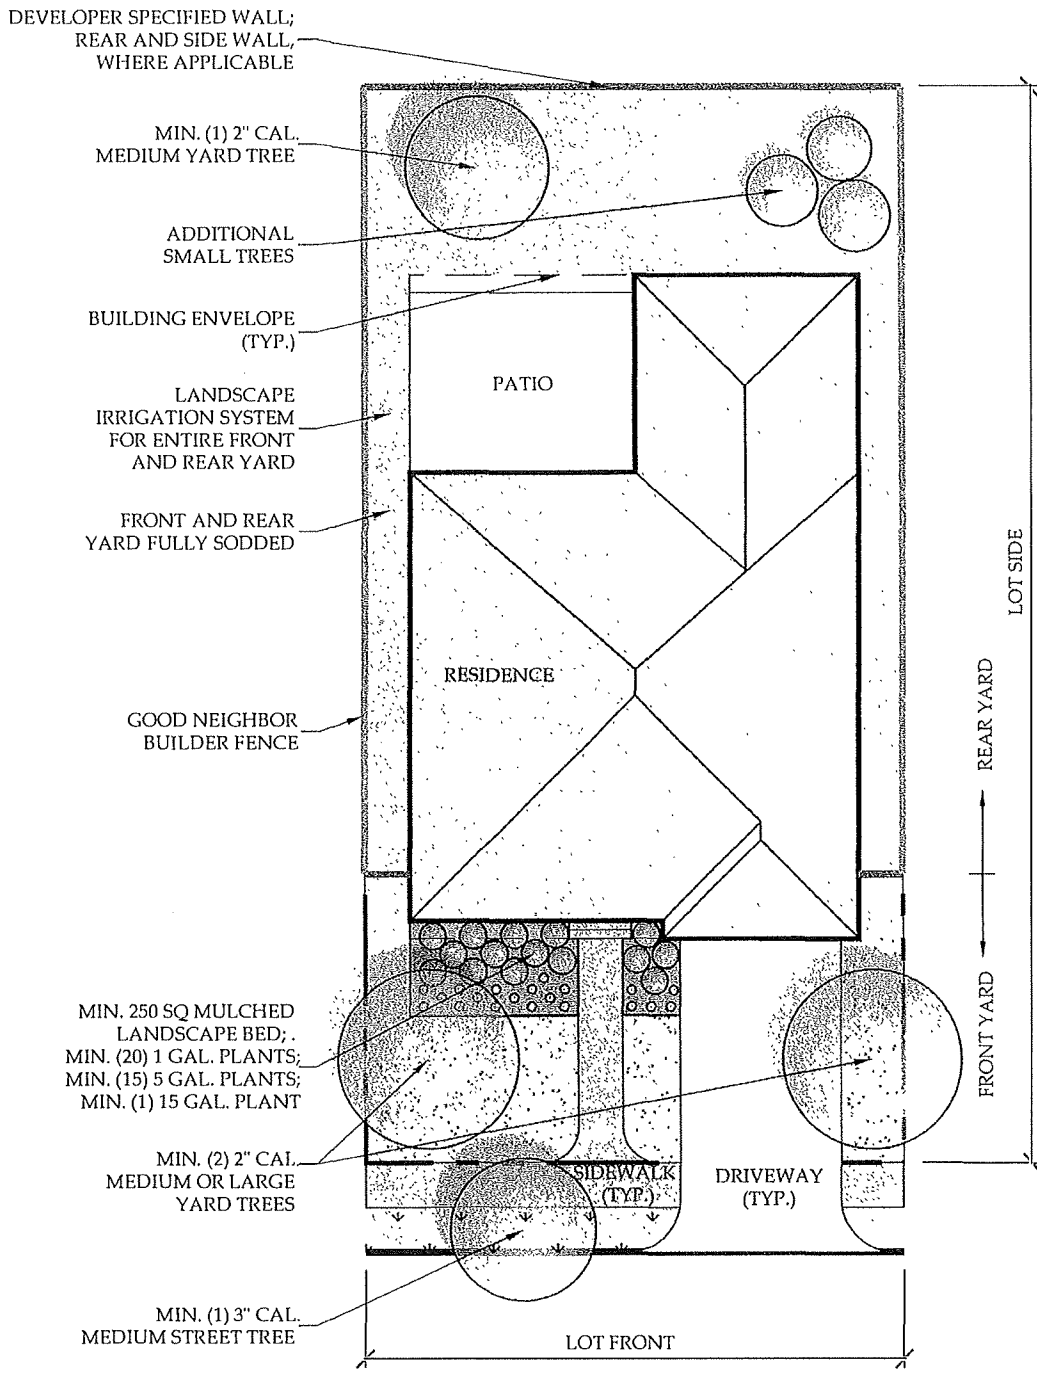 DEVELOPER SPECIFIED WALL;
REAR AND SIDE WALL,
WHERE APPLICABLE
MIN. (1) 2" CAL.
MEDIUM YARD TREE
ADDITIONAL
SMALL TREES
BUILDING ENVELOPE
(TYP.)
PATIO
LANDSCAPE
IRRIGATION SYSTEM
FOR ENTIRE FRONT
AND REAR YARD
FRONT AND REAR
YARD FULLY SODDED
LOT SIDE
RESIDENCE
REAR YARD
GOOD NEIGHBOR
BUILDER FENCE
FRONT YARD
MIN. 250 SQ MULCHED
LANDSCAPE BED; .
MIN. (20) 1 GAL. PLANTS;
MIN. (15) 5 GAL. PLANTS;
MIN. (1) 15 GAL. PLANT
MIN. (2) 2" CAL
MEDIUM OR LARGE
YARD TREES
SIDEWALK
(TYP.)
DRIVEWAY
(TYP.)
MIN. (1) 3" CAL.
MEDIUM STREET TREE
LOT FRONT